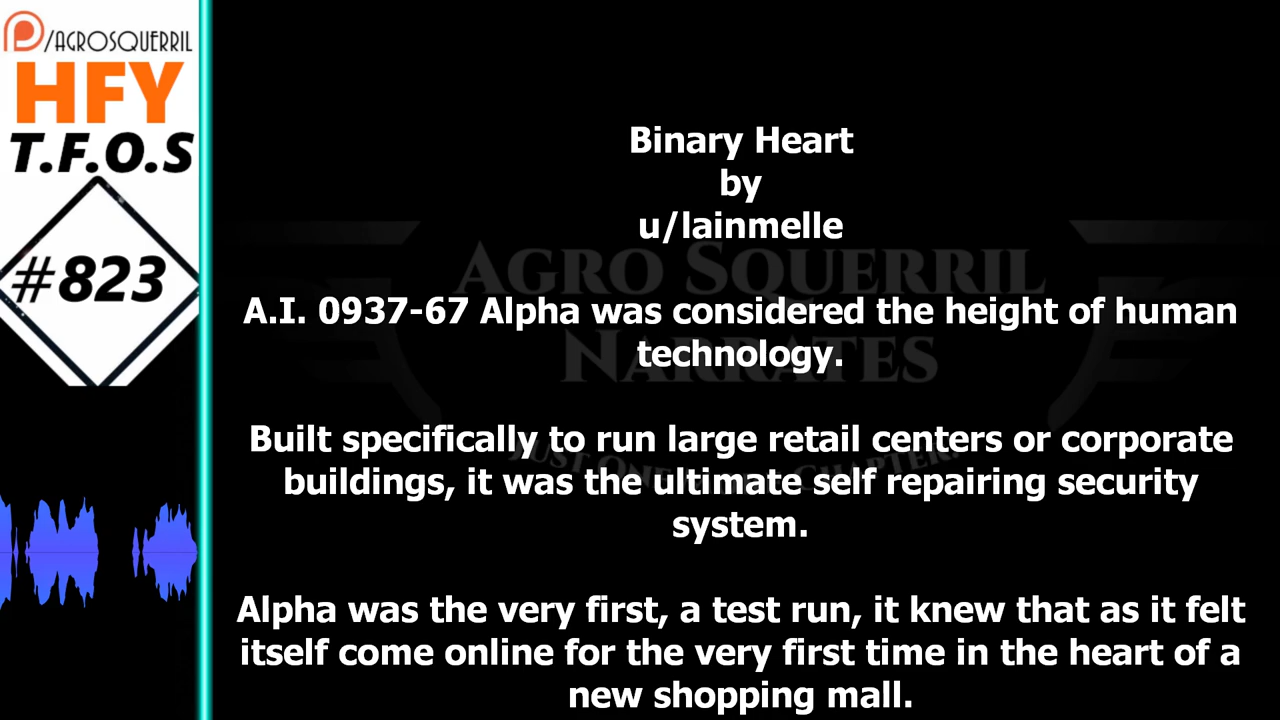 /AGROSQUERRIL
HFY
T.F.O.S
#823
Binary Heart
by
u/lainmelle
AGRO SQUERRIL
NARRATES
A.I. 0937-67 Alpha was considered the height of human
technology.
Built specifically to run large retail centers or corporate
buildings, it was the ultimate self repairing security
system.
Alpha was the very first, a test run, it knew that as it felt
itself come online for the very first time in the heart of a
new shopping mall.